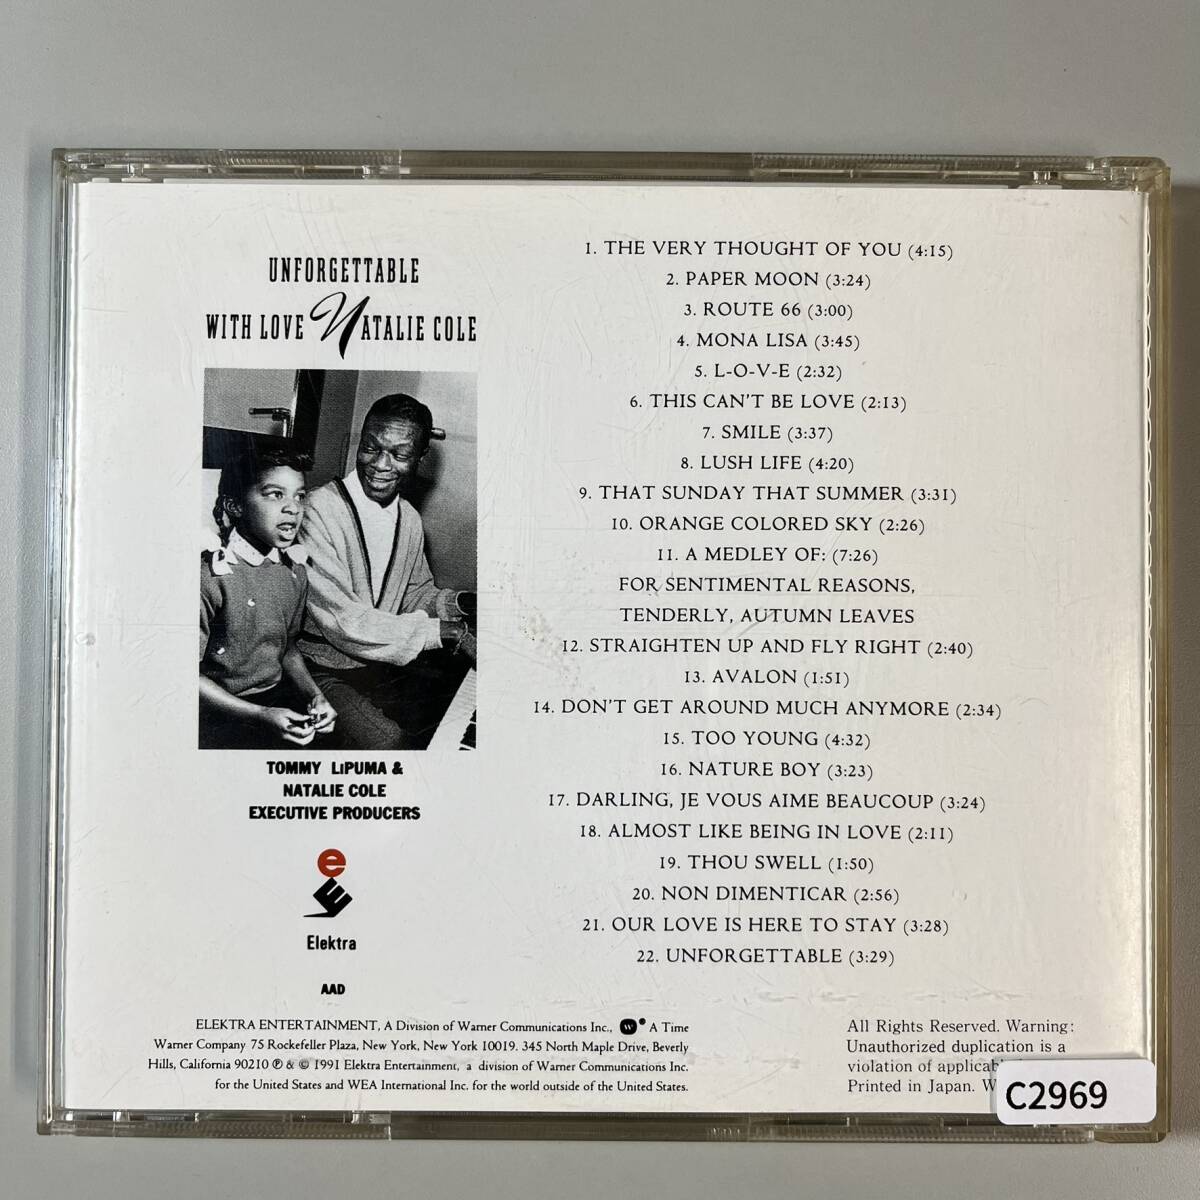 UNFORGETTABLE
WITH LOVE NATALIE COLE
TOMMY LiPUMA &
NATALIE COLE
EXECUTIVE PRODUCERS
e
E
Elektra
AAD
1. THE VERY THOUGHT OF YOU (4:15)
2. PAPER MOON (3:24)
3. ROUTE 66 (3:00)
4. MONA LISA (3:45)
5. L-O-V-E (2:32)
6. THIS CAN'T BE LOVE (2:13)
7. SMILE (3:37)
8. LUSH LIFE (4:20)
9. THAT SUNDAY THAT SUMMER (3:31)
10. ORANGE COLORED SKY (2:26)
11. A MEDLEY OF: (7:26)
FOR SENTIMENTAL REASONS,
TENDERLY, AUTUMN LEAVES
12. STRAIGHTEN UP AND FLY RIGHT (2:40)
13. AVALON (1:51)
14. DON'T GET AROUND MUCH ANYMORE (2:34)
15. TOO YOUNG (4:32)
16. NATURE BOY (3:23)
17. DARLING, JE VOUS AIME BEAUCOUP (3:24)
18. ALMOST LIKE BEING IN LOVE (2:11)
19. THOU SWELL (1:50)
20. NON DIMENTICAR (2:56)
21. OUR LOVE IS HERE TO STAY (3:28)
22. UNFORGETTABLE (3:29)
ELEKTRA ENTERTAINMENT, A Division of Warner Communications Inc., A Time
Warner Company 75 Rockefeller Plaza, New York, New York 10019. 345 North Maple Drive, Beverly
Hills, California 90210 ℗ & © 1991 Elektra Entertainment, a division of Warner Communications Inc.
for the United States and WEA International Inc. for the world outside of the United States.
All Rights Reserved. Warning:
Unauthorized duplication is a
violation of
Printed in Japan.
C2969